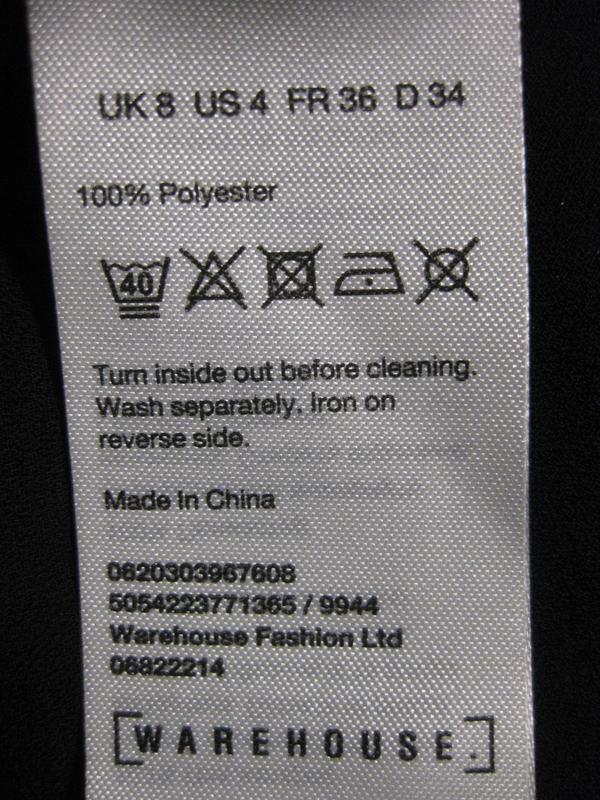 UK 8 US 4 FR 36 D 34
100% Polyester
40
Turn inside out before cleaning.
Wash separately. Iron on
reverse side.
Made In China
0620303967608
5054223771365 / 9944
Warehouse Fashion Ltd
06822214
[WAREHOUSE.]